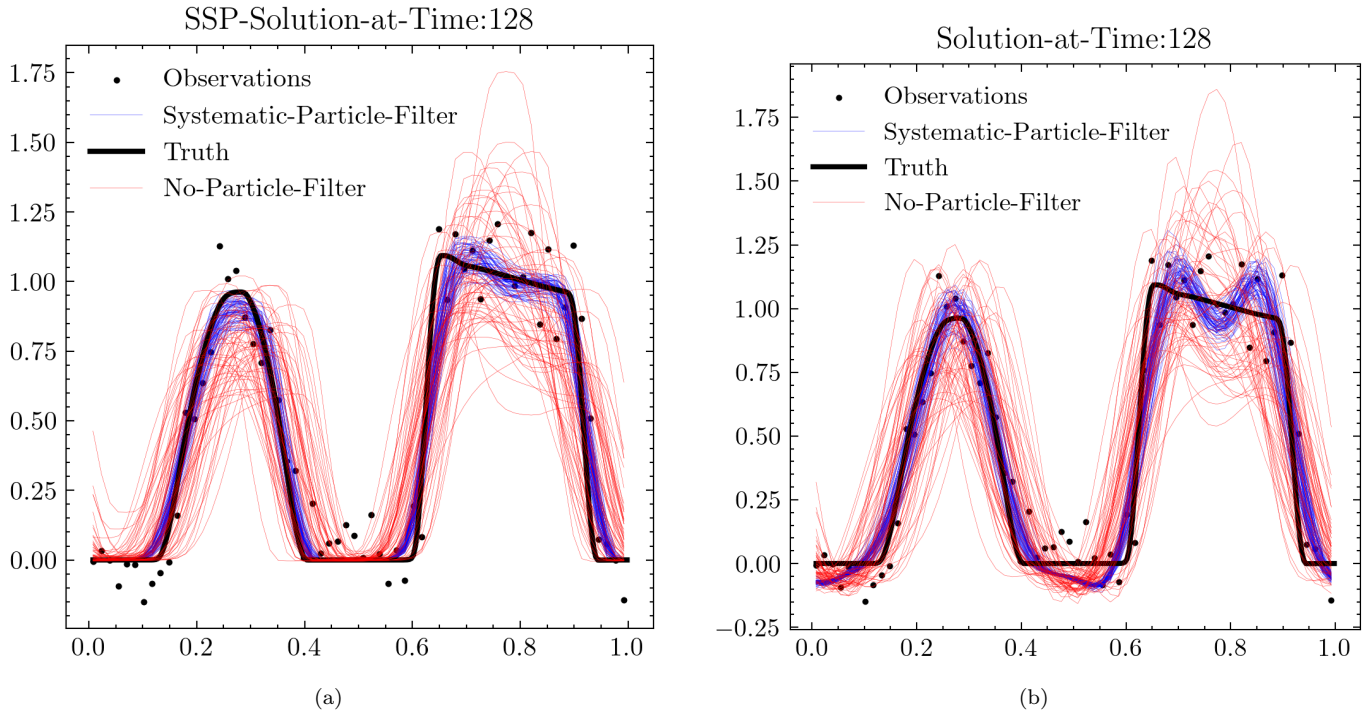 SSP-Solution-at-Time:128
Observations
Systematic-Particle-Filter
Truth
No-Particle-Filter
1.75
1.50
1.25
1.00
0.75
0.50
0.25
0.00
0.0 0.2 0.4 0.6 0.8 1.0
(a)
Solution-at-Time:128
Observations
Systematic-Particle-Filter
Truth
No-Particle-Filter
1.75
1.50
1.25
1.00
0.75
0.50
0.25
0.00
−0.25
0.0 0.2 0.4 0.6 0.8 1.0
(b)